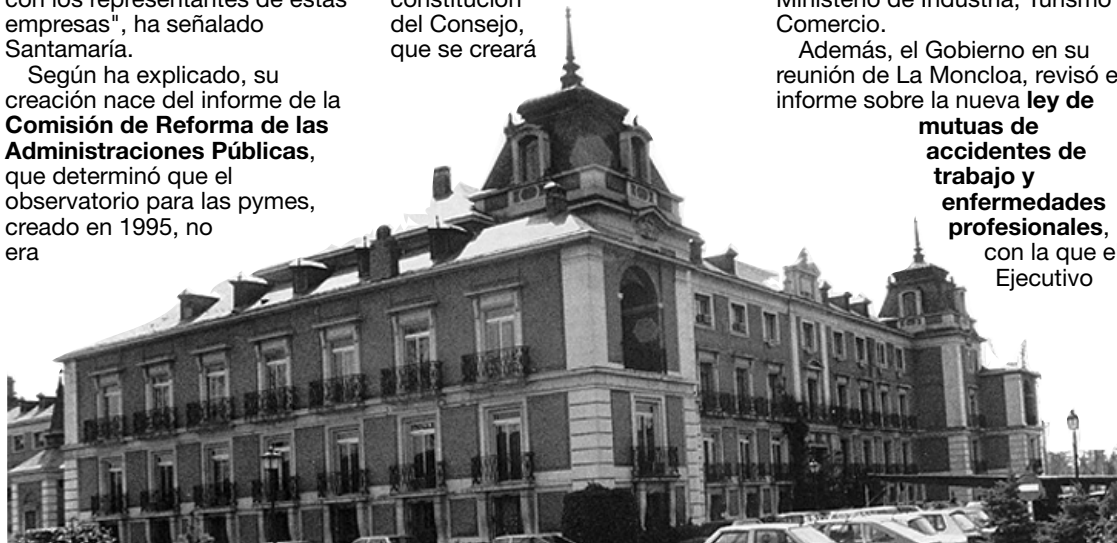 con los representantes de estas
empresas", ha señalado
Santamaría.
Según ha explicado, su
creación nace del informe de la
Comisión de Reforma de las
Administraciones Públicas,
que determinó que el
observatorio para las pymes,
creado en 1995, no
era
constitución
del Consejo,
que se creará
Ministerio de Industria, Turismo
Comercio.
Además, el Gobierno en su
reunión de La Moncloa, revisó e
informe sobre la nueva ley de
mutuas de
accidentes de
trabajo y
enfermedades
profesionales,
con la que e
Ejecutivo